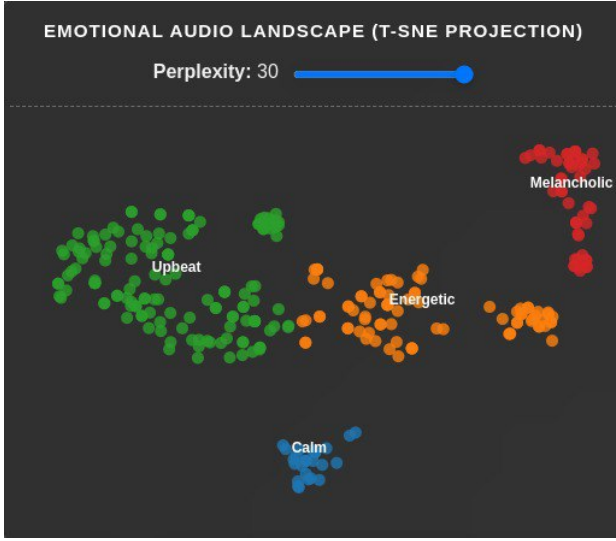 EMOTIONAL AUDIO LANDSCAPE (T-SNE PROJECTION)
Perplexity: 30
Melancholic
Upbeat
Energetic
Calm